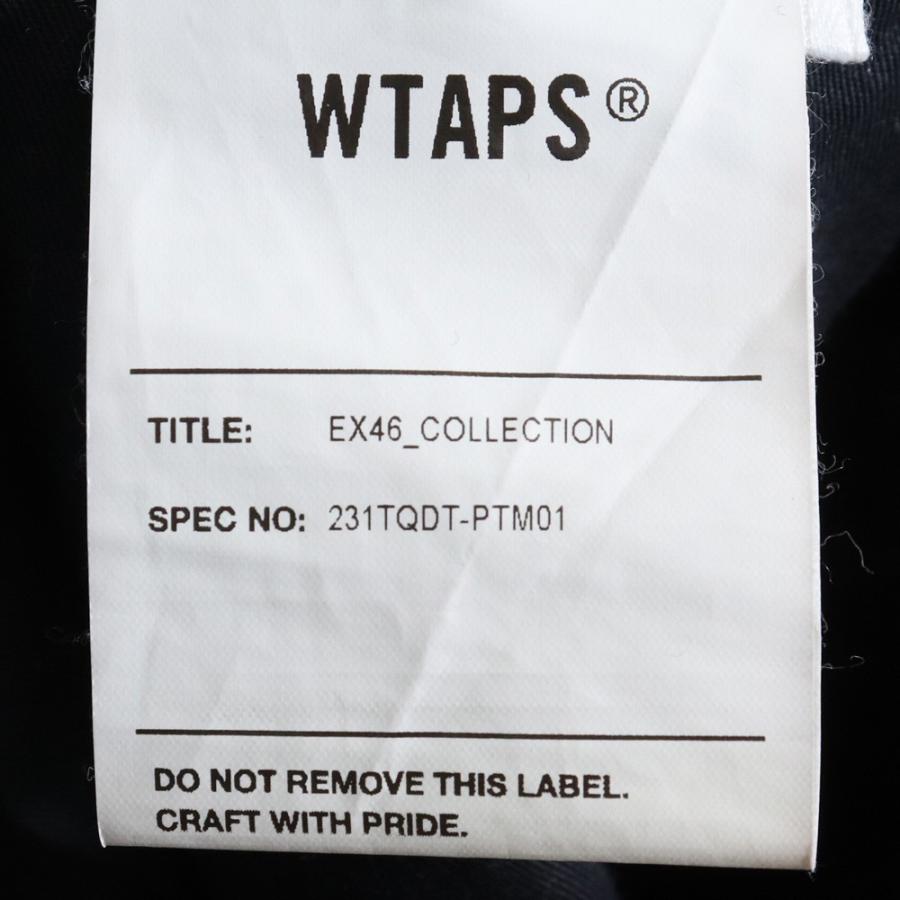 WTAPS®
TITLE: EX46_COLLECTION
SPEC NO: 231TQDT-PTM01
DO NOT REMOVE THIS LABEL.
CRAFT WITH PRIDE.